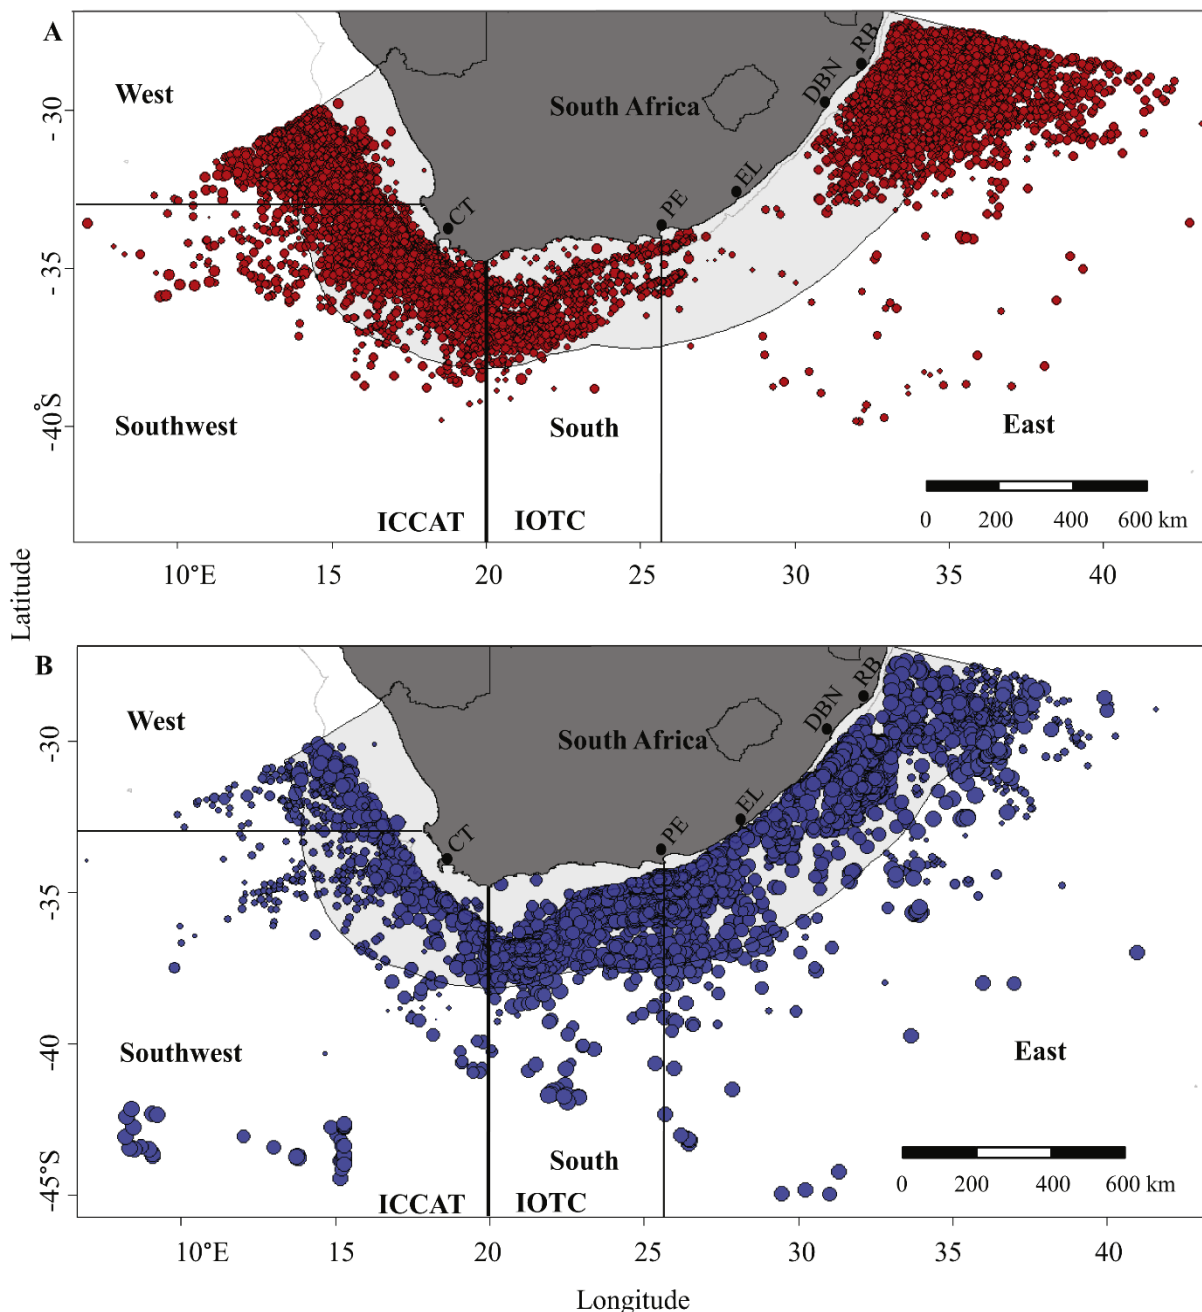 A
West
South Africa
RB
DBN
EL
PE
CT
- 30
-35
-40°S
Southwest
South
East
ICCAT
IOTC
0 200 400 600 km
10°E 15 20 25 30 35 40
Latitude
B
West
South Africa
RB
DBN
EL
PE
CT
-30
-35
-40
-45°S
Southwest
South
East
ICCAT
IOTC
0 200 400 600 km
10°E 15 20 25 30 35 40
Longitude